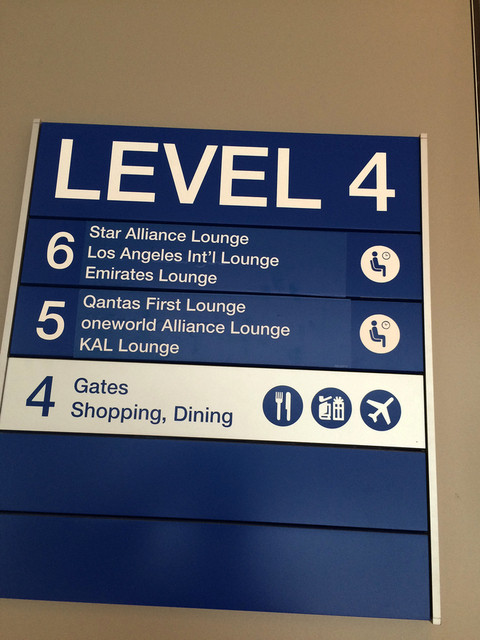 LEVEL 4
6
Star Alliance Lounge
Los Angeles Int'l Lounge
Emirates Lounge
5
Qantas First Lounge
oneworld Alliance Lounge
KAL Lounge
4
Gates
Shopping, Dining